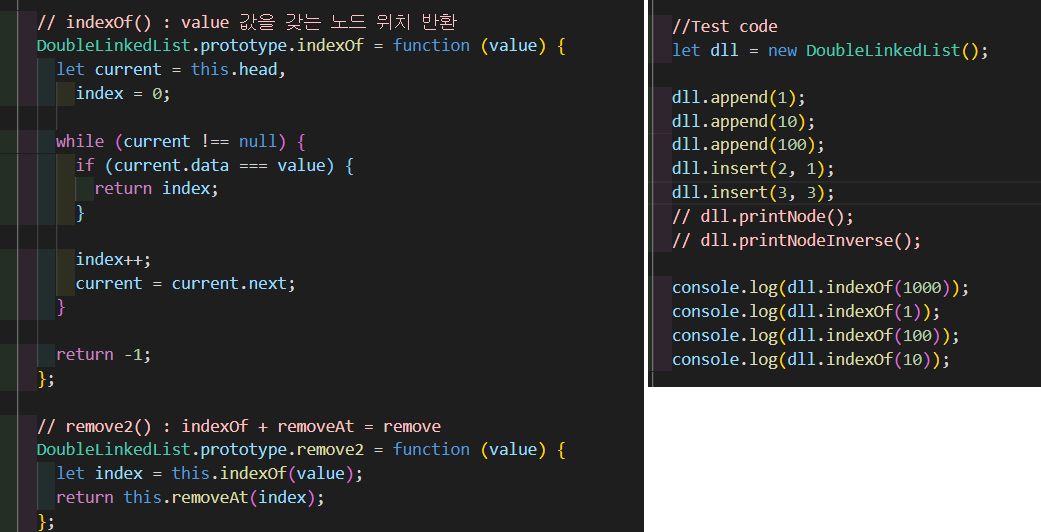 // indexOf() : value 값을 갖는 노드 위치 반환
DoubleLinkedList.prototype.indexOf = function (value) {
  let current = this.head,
    index = 0;
  while (current !== null) {
    if (current.data === value) {
      return index;
    }
    index++;
    current = current.next;
  }
  return -1;
};
// remove2() : indexOf + removeAt = remove
DoubleLinkedList.prototype.remove2 = function (value) {
  let index = this.indexOf(value);
  return this.removeAt(index);
};
//Test code
let dll = new DoubleLinkedList();
dll.append(1);
dll.append(10);
dll.append(100);
dll.insert(2, 1);
dll.insert(3, 3);
// dll.printNode();
// dll.printNodeInverse();
console.log(dll.indexOf(1000));
console.log(dll.indexOf(1));
console.log(dll.indexOf(100));
console.log(dll.indexOf(10));